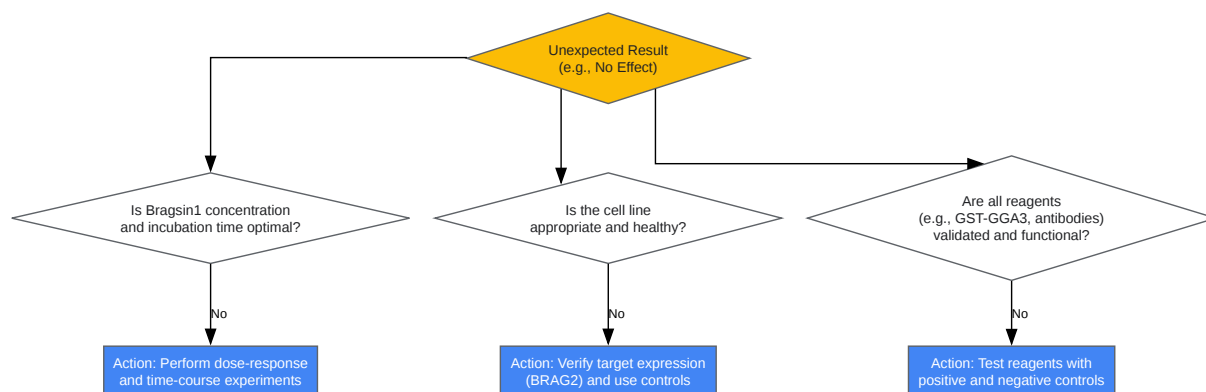 Unexpected Result
(e.g., No Effect)
Is Bragsin1 concentration
and incubation time optimal?
Is the cell line
appropriate and healthy?
Are all reagents
(e.g., GST-GGA3, antibodies)
validated and functional?
No
No
No
Action: Perform dose-response
and time-course experiments
Action: Verify target expression
(BRAG2) and use controls
Action: Test reagents with
positive and negative controls